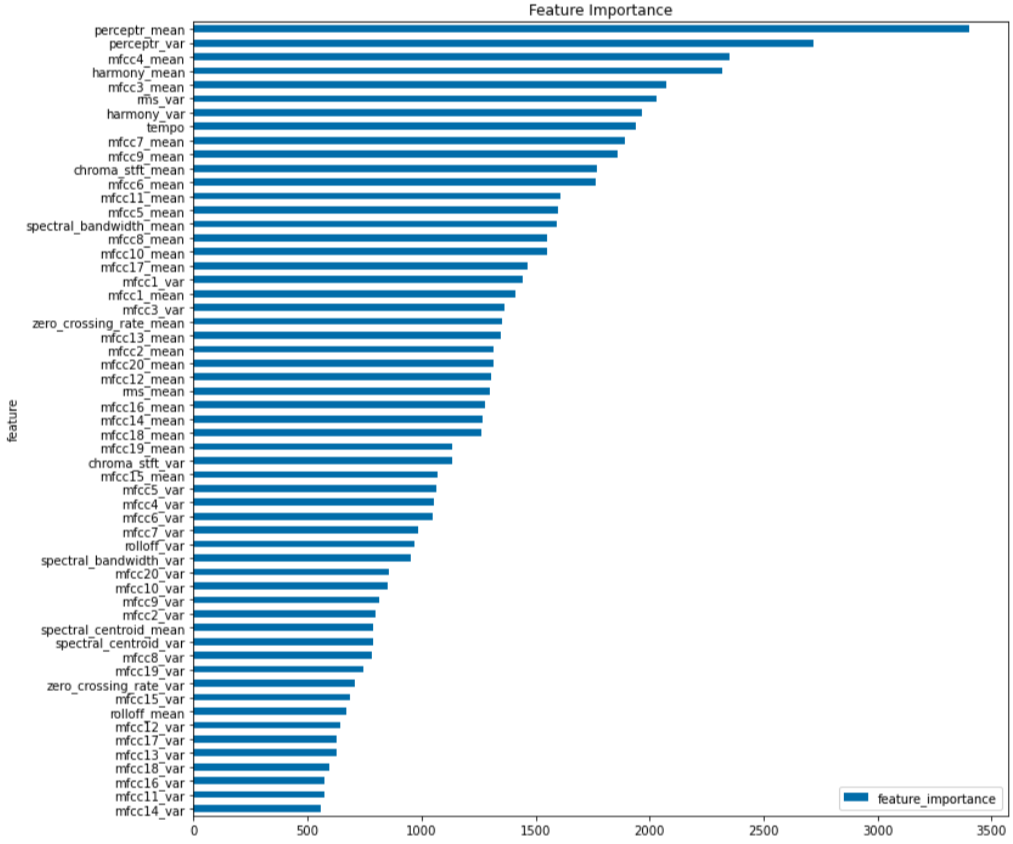 Feature Importance
perceptr_mean
perceptr_var
mfcc4_mean
harmony_mean
mfcc3_mean
rms_var
harmony_var
tempo
mfcc7_mean
mfcc9_mean
chroma_stft_mean
mfcc6_mean
mfcc11_mean
mfcc5_mean
spectral_bandwidth_mean
mfcc8_mean
mfcc10_mean
mfcc17_mean
mfcc1_var
mfcc1_mean
mfcc3_var
zero_crossing_rate_mean
mfcc13_mean
mfcc2_mean
mfcc20_mean
mfcc12_mean
rms_mean
mfcc16_mean
mfcc14_mean
mfcc18_mean
mfcc19_mean
chroma_stft_var
mfcc15_mean
mfcc5_var
mfcc4_var
mfcc6_var
mfcc7_var
rolloff_var
spectral_bandwidth_var
mfcc20_var
mfcc10_var
mfcc9_var
mfcc2_var
spectral_centroid_mean
spectral_centroid_var
mfcc8_var
mfcc19_var
zero_crossing_rate_var
mfcc15_var
rolloff_mean
mfcc12_var
mfcc17_var
mfcc13_var
mfcc18_var
mfcc16_var
mfcc11_var
mfcc14_var
feature
feature_importance
0 500 1000 1500 2000 2500 3000 3500